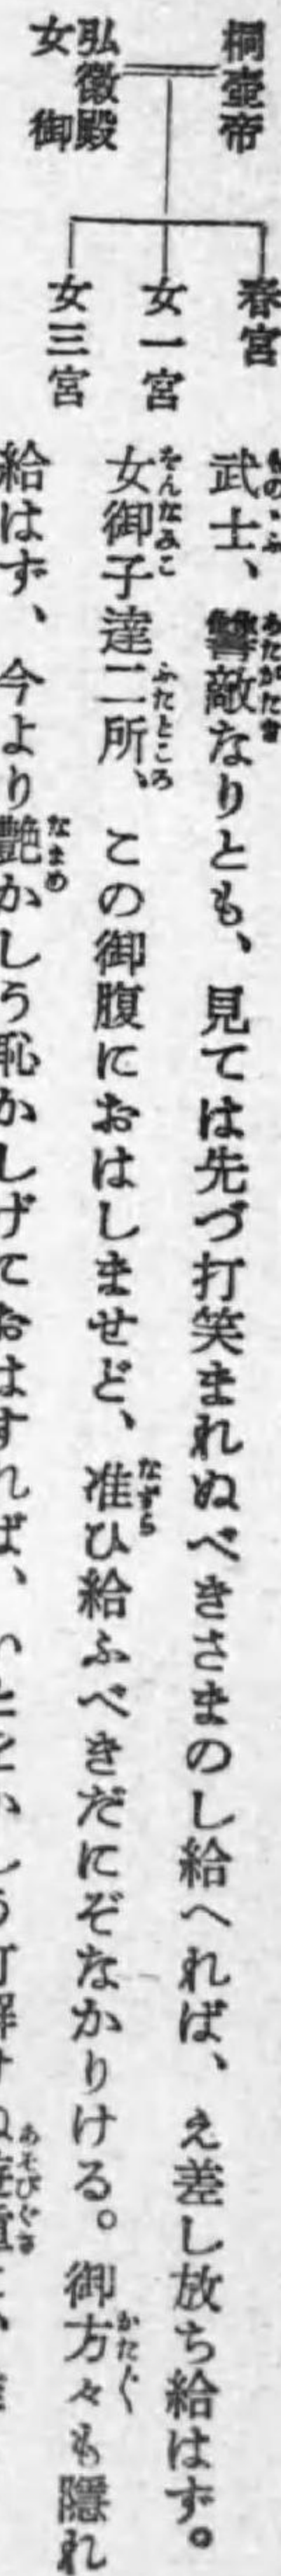 桐壺帝
弘徽殿
女御
春宮
女一宮
女三宮
武士、讐敵なりとも、見ては先づ打笑まれぬべきさまのし給へれば、え差し放ち給はず。
女御子達二所、この御腹におはしませど、准ひ給ふべきだにぞなかりける。御方々も隱れ
給はず、今より艶かしう恥かしげにおはすれば、